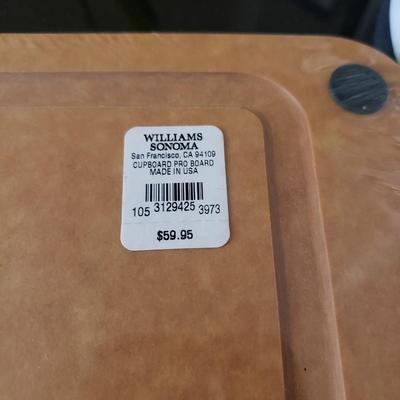 WILLIAMS
SONOMA
San Francisco, CA 94109
CUPBOARD PRO BOARD
MADE IN USA
105 3129425 3973
$59.95